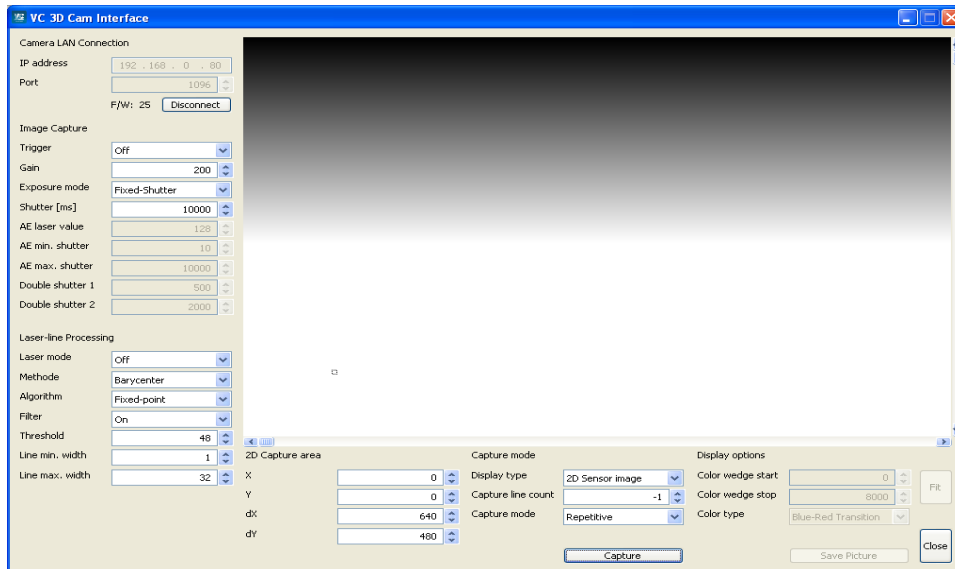 VC 3D Cam Interface
Camera LAN Connection
IP address 192 . 168 . 0 . 80
Port 1096
F/W: 25 Disconnect
Image Capture
Trigger Off
Gain 200
Exposure mode Fixed-Shutter
Shutter [ms] 10000
AE laser value 128
AE min. shutter 10
AE max. shutter 10000
Double shutter 1 500
Double shutter 2 2000
Laser-line Processing
Laser mode Off
Methode Barycenter
Algorithm Fixed-point
Filter On
Threshold 48
Line min. width 1
Line max. width 32
2D Capture area
X 0
Y 0
dX 640
dY 480
Capture mode
Display type 2D Sensor image
Capture line count -1
Capture mode Repetitive
Capture
Display options
Color wedge start 0
Color wedge stop 8000
Color type Blue-Red Transition
Save Picture
Fit
Close